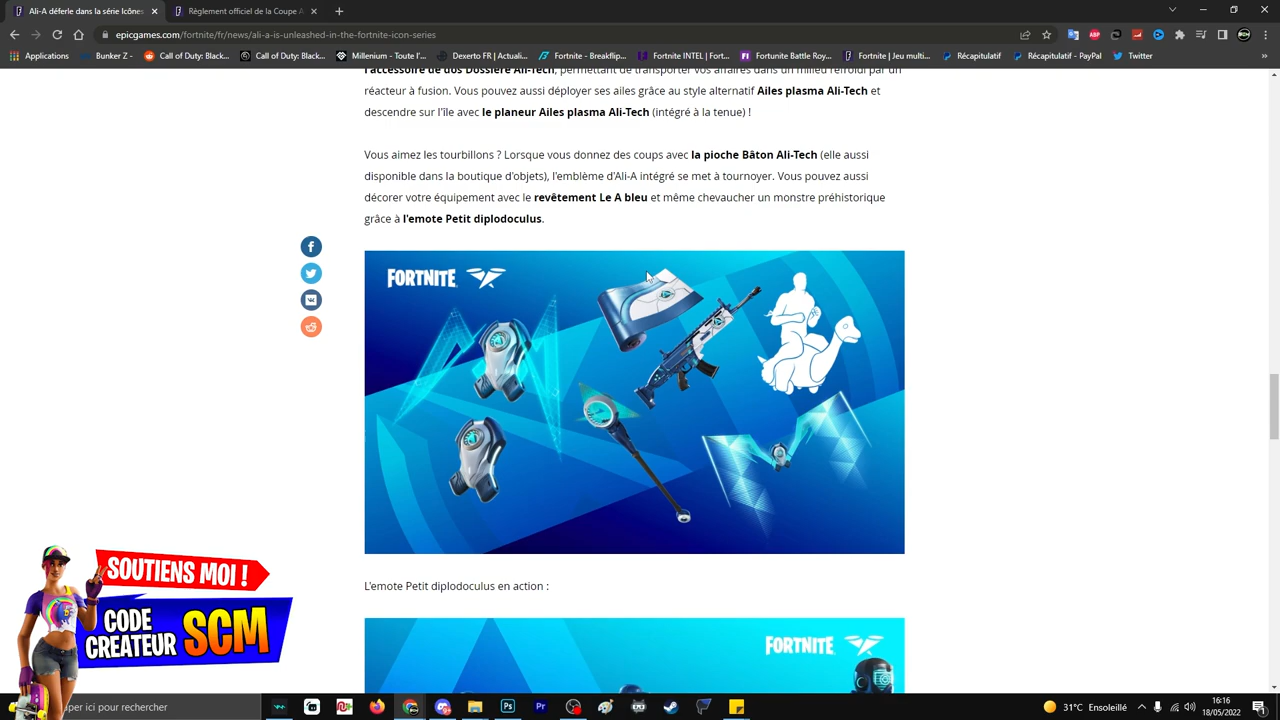 Ali-A déferle dans la série Icônes
Règlement officiel de la Coupe A
epicgames.com/fortnite/fr/news/ali-a-is-unleashed-in-the-fortnite-icon-series
Applications
Bunker Z -
Call of Duty: Black...
Call of Duty: Black...
Millenium - Toute l'...
Dexerto FR | Actuali...
Fortnite - Breakflip...
Fortnite INTEL | Fort...
Fortunite Battle Roy...
Fortnite | Jeu multi...
Récapitulatif
Récapitulatif - PayPal
Twitter
l'accessoire de dos Dossière Ali-Tech, permettant de transporter vos affaires dans un milieu refroidi par un
réacteur à fusion. Vous pouvez aussi déployer ses ailes grâce au style alternatif Ailes plasma Ali-Tech et
descendre sur l'île avec le planeur Ailes plasma Ali-Tech (intégré à la tenue) !
Vous aimez les tourbillons ? Lorsque vous donnez des coups avec la pioche Bâton Ali-Tech (elle aussi
disponible dans la boutique d'objets), l'emblème d'Ali-A intégré se met à tournoyer. Vous pouvez aussi
décorer votre équipement avec le revêtement Le A bleu et même chevaucher un monstre préhistorique
grâce à l'emote Petit diplodoculus.
FORTNITE
L'emote Petit diplodoculus en action :
FORTNITE
SOUTIENS MOI !
CODE
CREATEUR SCM
aper ici pour rechercher
31°C Ensoleillé
16:16
18/05/2022